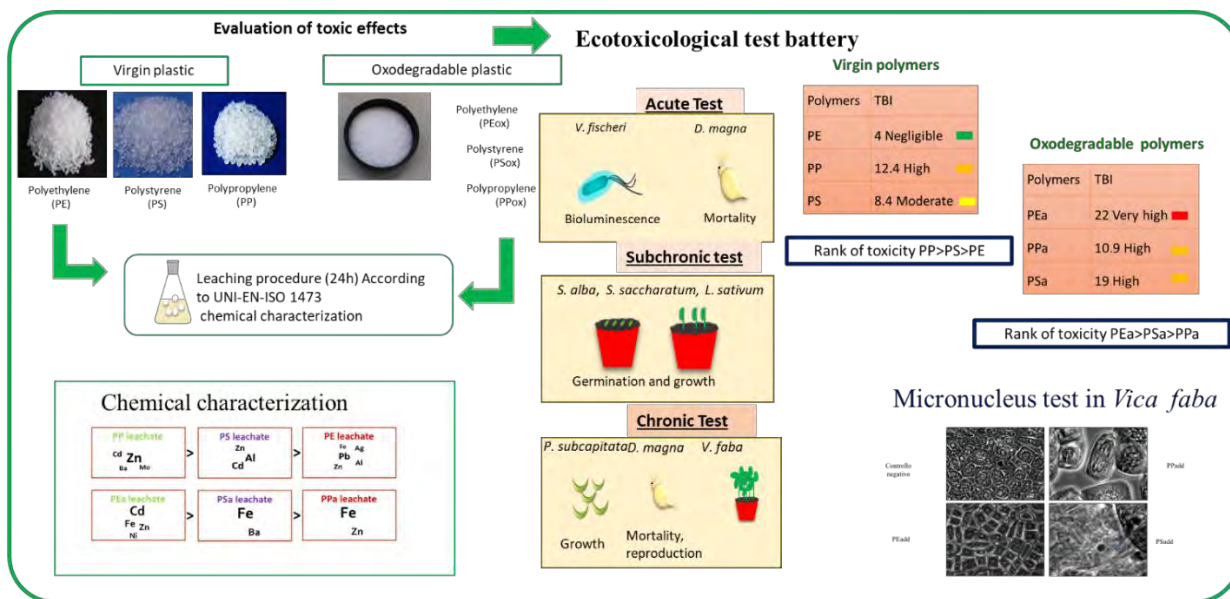 Evaluation of toxic effects
Virgin plastic
Oxodegradable plastic
Polyethylene
(PE)
Polystyrene
(PS)
Polypropylene
(PP)
Polyethylene
(PEox)
Polystyrene
(PSox)
Polypropylene
(PPox)
Leaching procedure (24h) According
to UNI-EN-ISO 1473
chemical characterization
Chemical characterization
PP leachate
Cd Zn
Ba Mo
>
PS leachate
Zn
Al
Cd
>
PE leachate
Fe Ag
Pb
Zn Al
PEa leachate
Cd
Fe Zn
Ni
>
PSa leachate
Fe
Ba
>
PPa leachate
Fe
Zn
Ecotoxicological test battery
Acute Test
V. fischeri
D. magna
Bioluminescence
Mortality
Subchronic test
S. alba, S. saccharatum, L. sativum
Germination and growth
Chronic Test
P. subcapitata D. magna V. faba
Growth
Mortality,
reproduction
Virgin polymers
Polymers TBI
PE 4 Negligible
PP 12.4 High
PS 8.4 Moderate
Rank of toxicity PP>PS>PE
Oxodegradable polymers
Polymers TBI
PEa 22 Very high
PPa 10.9 High
PSa 19 High
Rank of toxicity PEa>PSa>PPa
Micronucleus test in Vica faba
Controllo
negativo
PPadd
PEadd
PSadd